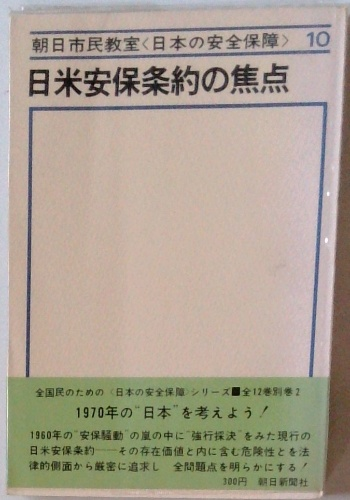 朝日市民教室〈日本の安全保障〉 10
日米安保条約の焦点
全国民のための〈日本の安全保障〉シリーズ■全12巻別巻2
1970年の“日本”を考えよう!
1960年の“安保騒動”の嵐の中に“強行採決”をみた現行の
日米安保条約――その存在価値と内に含む危険性とを法
律的側面から厳密に追求し 全問題点を明らかにする!
300円 朝日新聞社